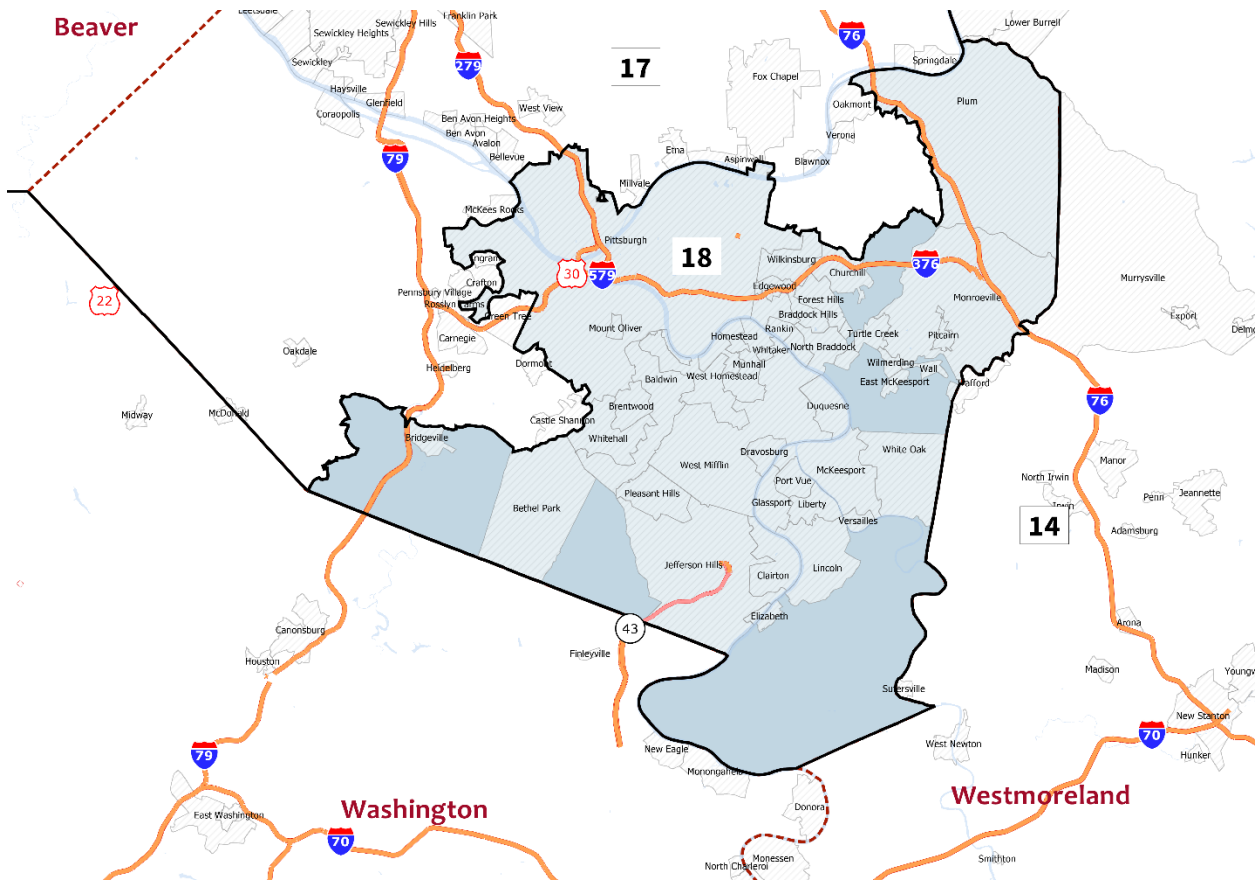 Leetsdale
Sewickley Hills
Franklin Park
Lower Burrell
Beaver
Sewickley Heights
76
279
17
Springdale
Sewickley
Fox Chapel
Haysville
Glenfield
West View
Plum
Coraopolis
Oakmont
Ben Avon Heights
Ben Avon
Avalon
Verona
79
Bellevue
Etna
Aspinwall
Blawnox
Millvale
McKees Rocks
Pittsburgh
18
Ingram
Wilkinsburg
376
30
579
Churchill
Murrysville
Crafton
Edgewood
22
Pennsbury Village
Rosslyn Farms
Forest Hills
Monroeville
Green Tree
Braddock Hills
Export
Mount Oliver
Homestead
Rankin
Turtle Creek
Pitcairn
Delmo
Carnegie
Whitaker
North Braddock
Oakdale
Munhall
Wilmerding
Wall
Heidelberg
Dormont
Baldwin
West Homestead
East McKeesport
Trafford
76
Midway
McDonald
Brentwood
Duquesne
Castle Shannon
Bridgeville
Whitehall
Dravosburg
White Oak
West Mifflin
McKeesport
Manor
Pleasant Hills
Port Vue
North Irwin
Bethel Park
Glassport
Liberty
Irwin
Penn
Jeannette
Versailles
14
Adamsburg
Jefferson Hills
Clairton
Lincoln
Elizabeth
Arona
Canonsburg
43
Finleyville
Houston
Madison
Youngw
Sutersville
New Stanton
New Eagle
West Newton
70
79
Hunker
Monongahela
Washington
Westmoreland
Donora
East Washington
70
Monessen
Smithton
North Charleroi